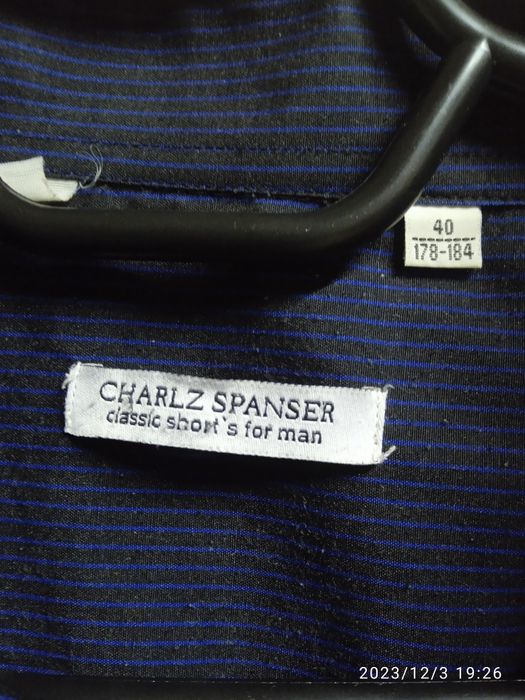 40
178-184
CHARLZ SPANSER
classic short's for man
2023/12/3 19:26